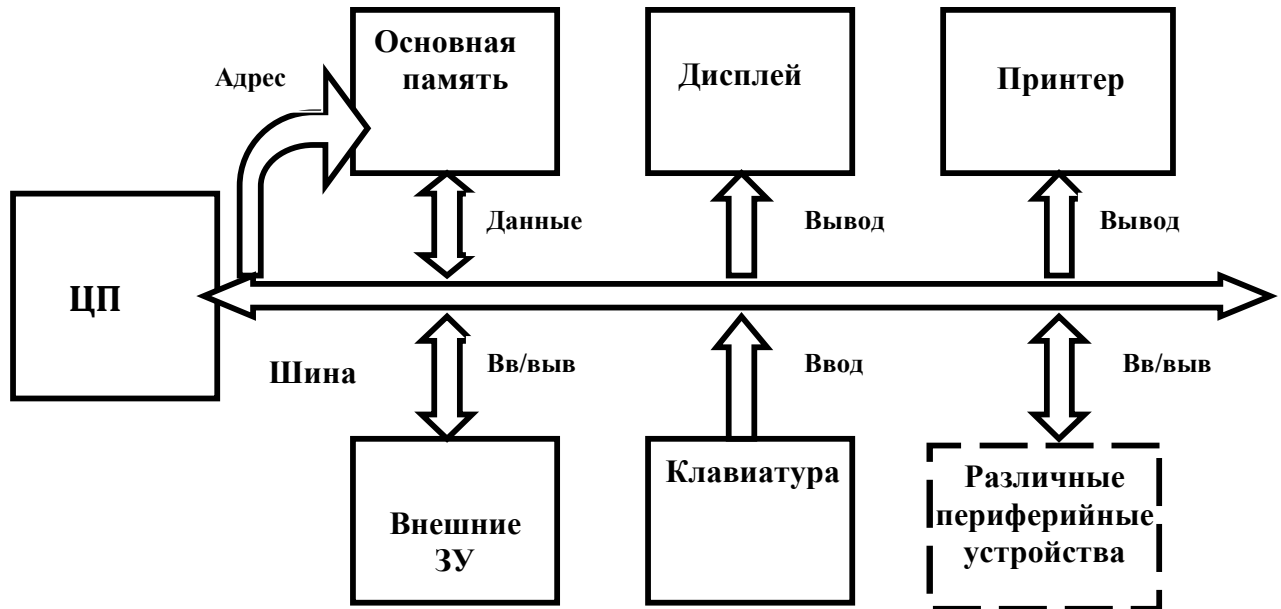 Основная
память
Адрес
Дисплей
Принтер
Данные
Вывод
Вывод
ЦП
Шина
Вв/выв
Ввод
Вв/выв
Внешние
ЗУ
Клавиатура
Различные
периферийные
устройства